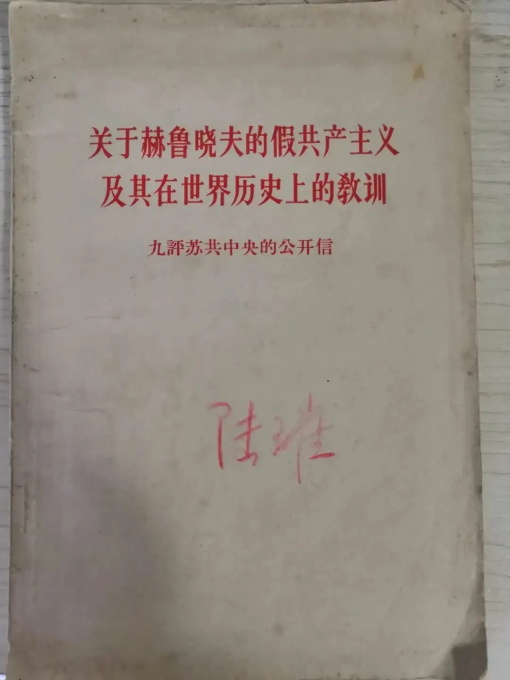 关于赫鲁晓夫的假共产主义
及其在世界历史上的教训
九評苏共中央的公开信
陆